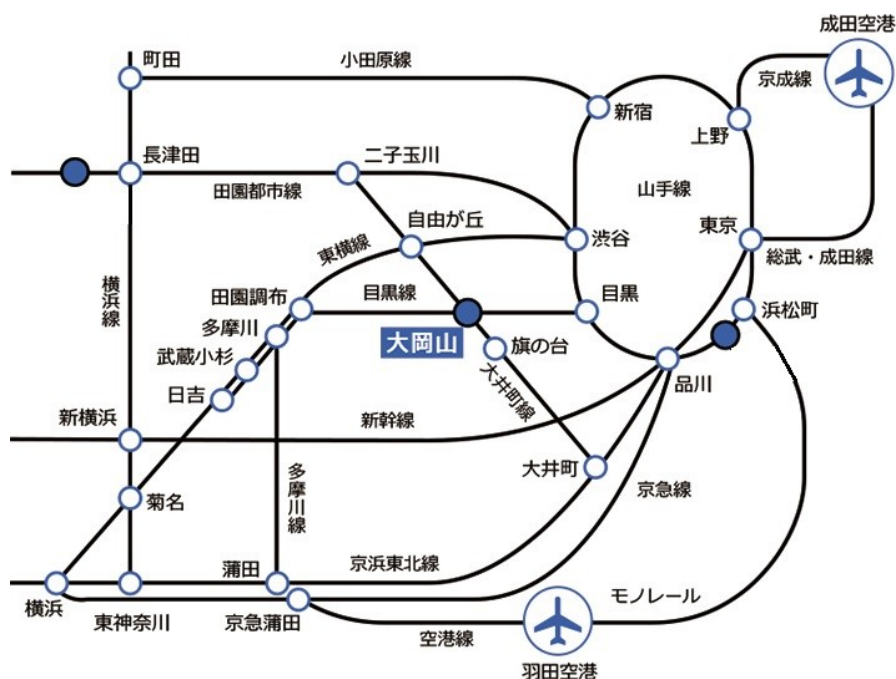 成田空港
町田
小田原線
京成線
新宿
上野
長津田
二子玉川
田園都市線
山手線
自由が丘
東横線
渋谷
東京
総武・成田線
横浜線
田園調布
目黒線
目黒
浜松町
多摩川
大岡山
武蔵小杉
旗の台
日吉
大井町線
品川
新横浜
新幹線
大井町
多摩川線
京急線
菊名
蒲田
京浜東北線
横浜
東神奈川
京急蒲田
モノレール
空港線
羽田空港